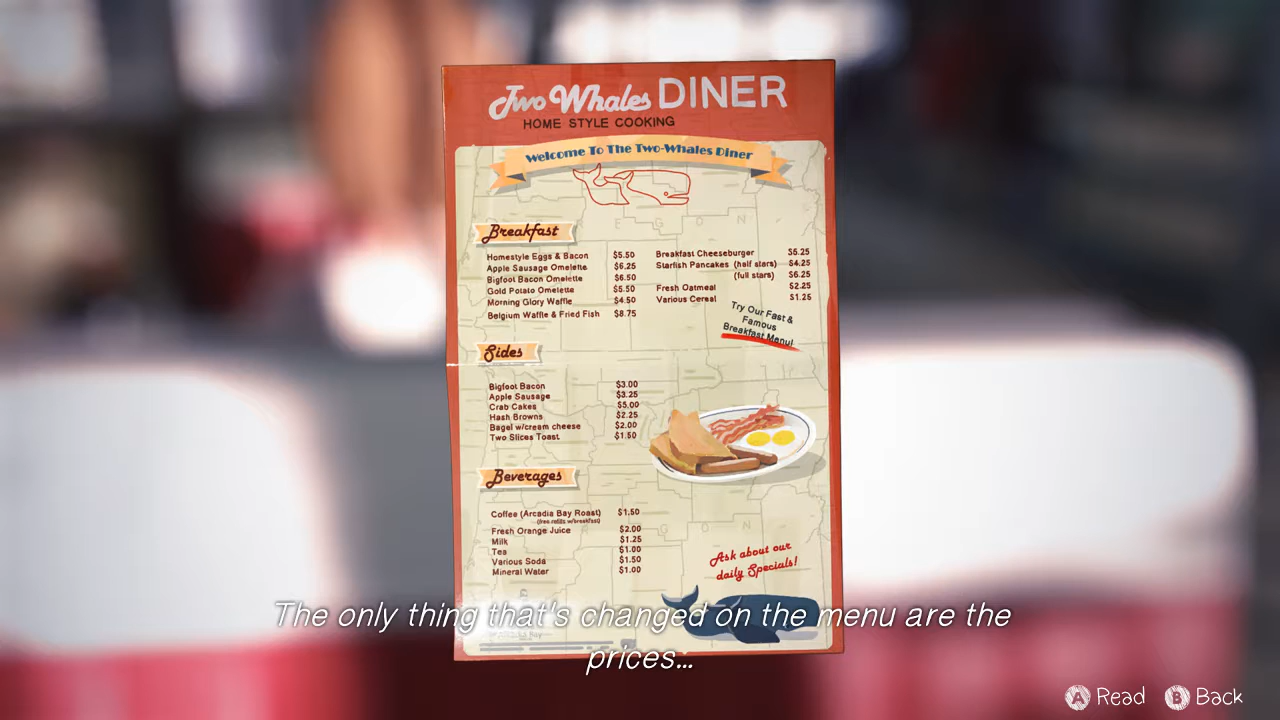 Two Whales DINER
HOME STYLE COOKING
Welcome To The Two-Whales Diner
E G O N
Breakfast
Homestyle Eggs & Bacon $5.50
Apple Sausage Omelette $6.25
Bigfoot Bacon Omelette $6.50
Gold Potato Omelette $5.50
Morning Glory Waffle $4.50
Belgium Waffle & Fried Fish $8.75
Breakfast Cheeseburger $5.25
Starfish Pancakes (half stars) $4.25
(full stars) $6.25
Fresh Oatmeal $2.25
Various Cereal $1.25
Try Our Fast &
Famous
Breakfast Menu!
Sides
Bigfoot Bacon $3.00
Apple Sausage $3.25
Crab Cakes $5.00
Hash Browns $2.25
Bagel w/cream cheese $2.00
Two Slices Toast $1.50
Beverages
Coffee (Arcadia Bay Roast) $1.50
(free refills w/breakfast)
Fresh Orange Juice $2.00
Milk $1.25
Tea $1.00
Various Soda $1.50
Mineral Water $1.00
G O N
Ask about our
daily Specials!
The only thing that's changed on the menu are the
prices...
A Read B Back